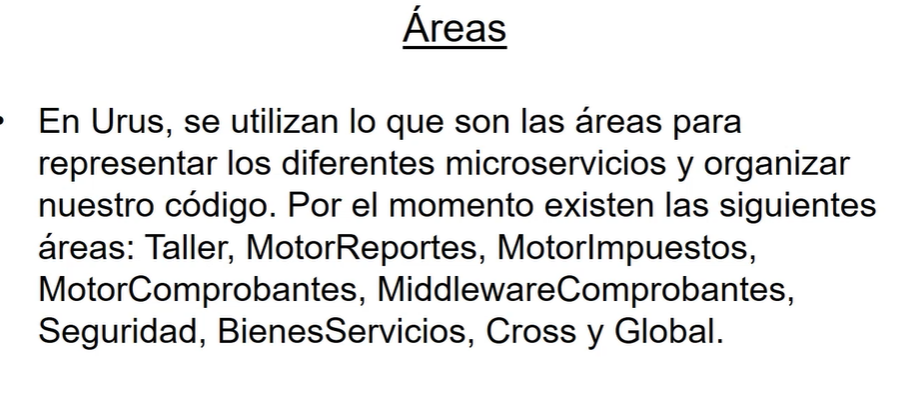 Áreas
• En Urus, se utilizan lo que son las áreas para
representar los diferentes microservicios y organizar
nuestro código. Por el momento existen las siguientes
áreas: Taller, MotorReportes, MotorImpuestos,
MotorComprobantes, MiddlewareComprobantes,
Seguridad, BienesServicios, Cross y Global.